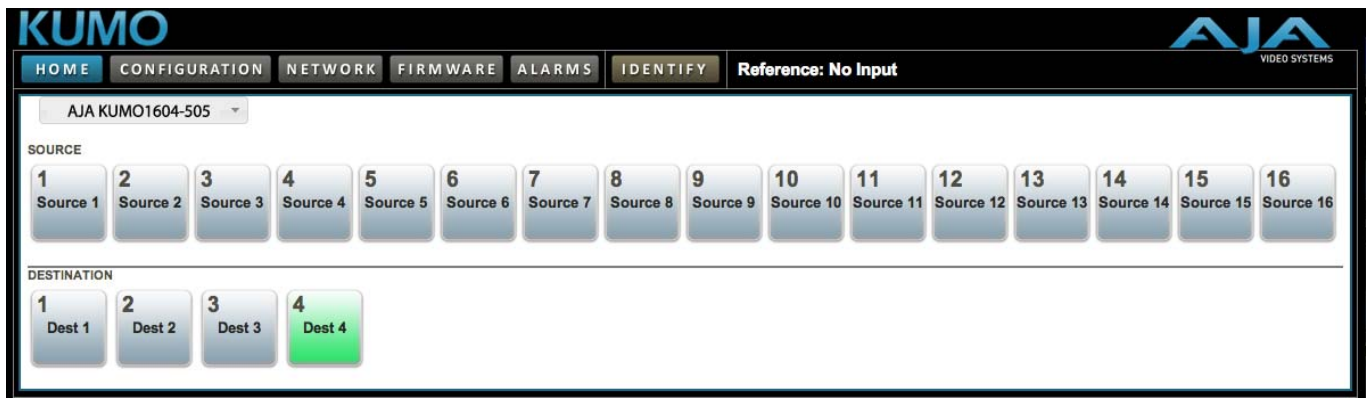 KUMO
AJA
VIDEO SYSTEMS
HOME CONFIGURATION NETWORK FIRMWARE ALARMS IDENTIFY Reference: No Input
AJA KUMO1604-505
SOURCE
1 2 3 4 5 6 7 8 9 10 11 12 13 14 15 16
Source 1 Source 2 Source 3 Source 4 Source 5 Source 6 Source 7 Source 8 Source 9 Source 10 Source 11 Source 12 Source 13 Source 14 Source 15 Source 16
DESTINATION
1 2 3 4
Dest 1 Dest 2 Dest 3 Dest 4